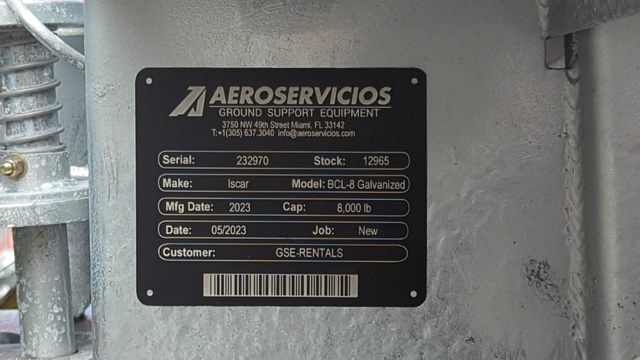 AEROSERVICIOS
GROUND SUPPORT EQUIPMENT
3750 NW 49th Street Miami, FL 33142
T:+1(305) 637.3040 info@aeroservicios.com
Serial: 232970 Stock: 12965
Make: Iscar Model: BCL-8 Galvanized
Mfg Date: 2023 Cap: 8,000 lb
Date: 05/2023 Job: New
Customer: GSE-RENTALS